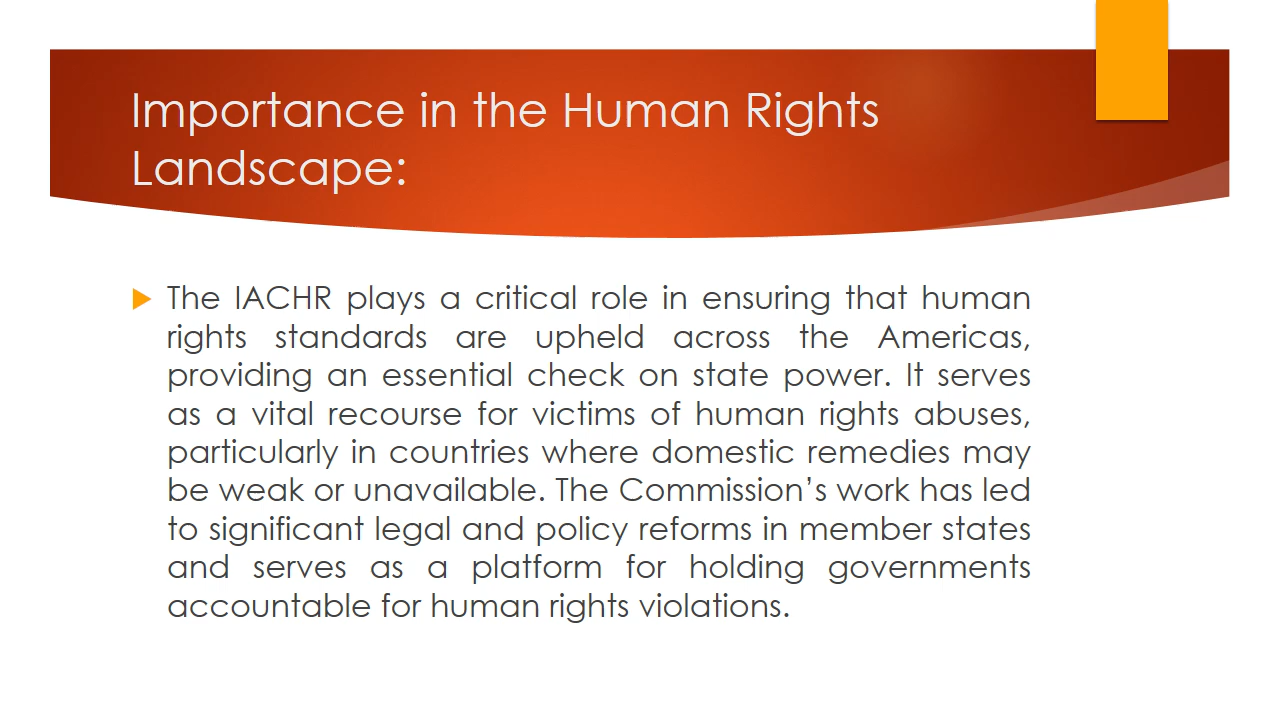 Importance in the Human Rights
Landscape:
The IACHR plays a critical role in ensuring that human
rights standards are upheld across the Americas,
providing an essential check on state power. It serves
as a vital recourse for victims of human rights abuses,
particularly in countries where domestic remedies may
be weak or unavailable. The Commission’s work has led
to significant legal and policy reforms in member states
and serves as a platform for holding governments
accountable for human rights violations.